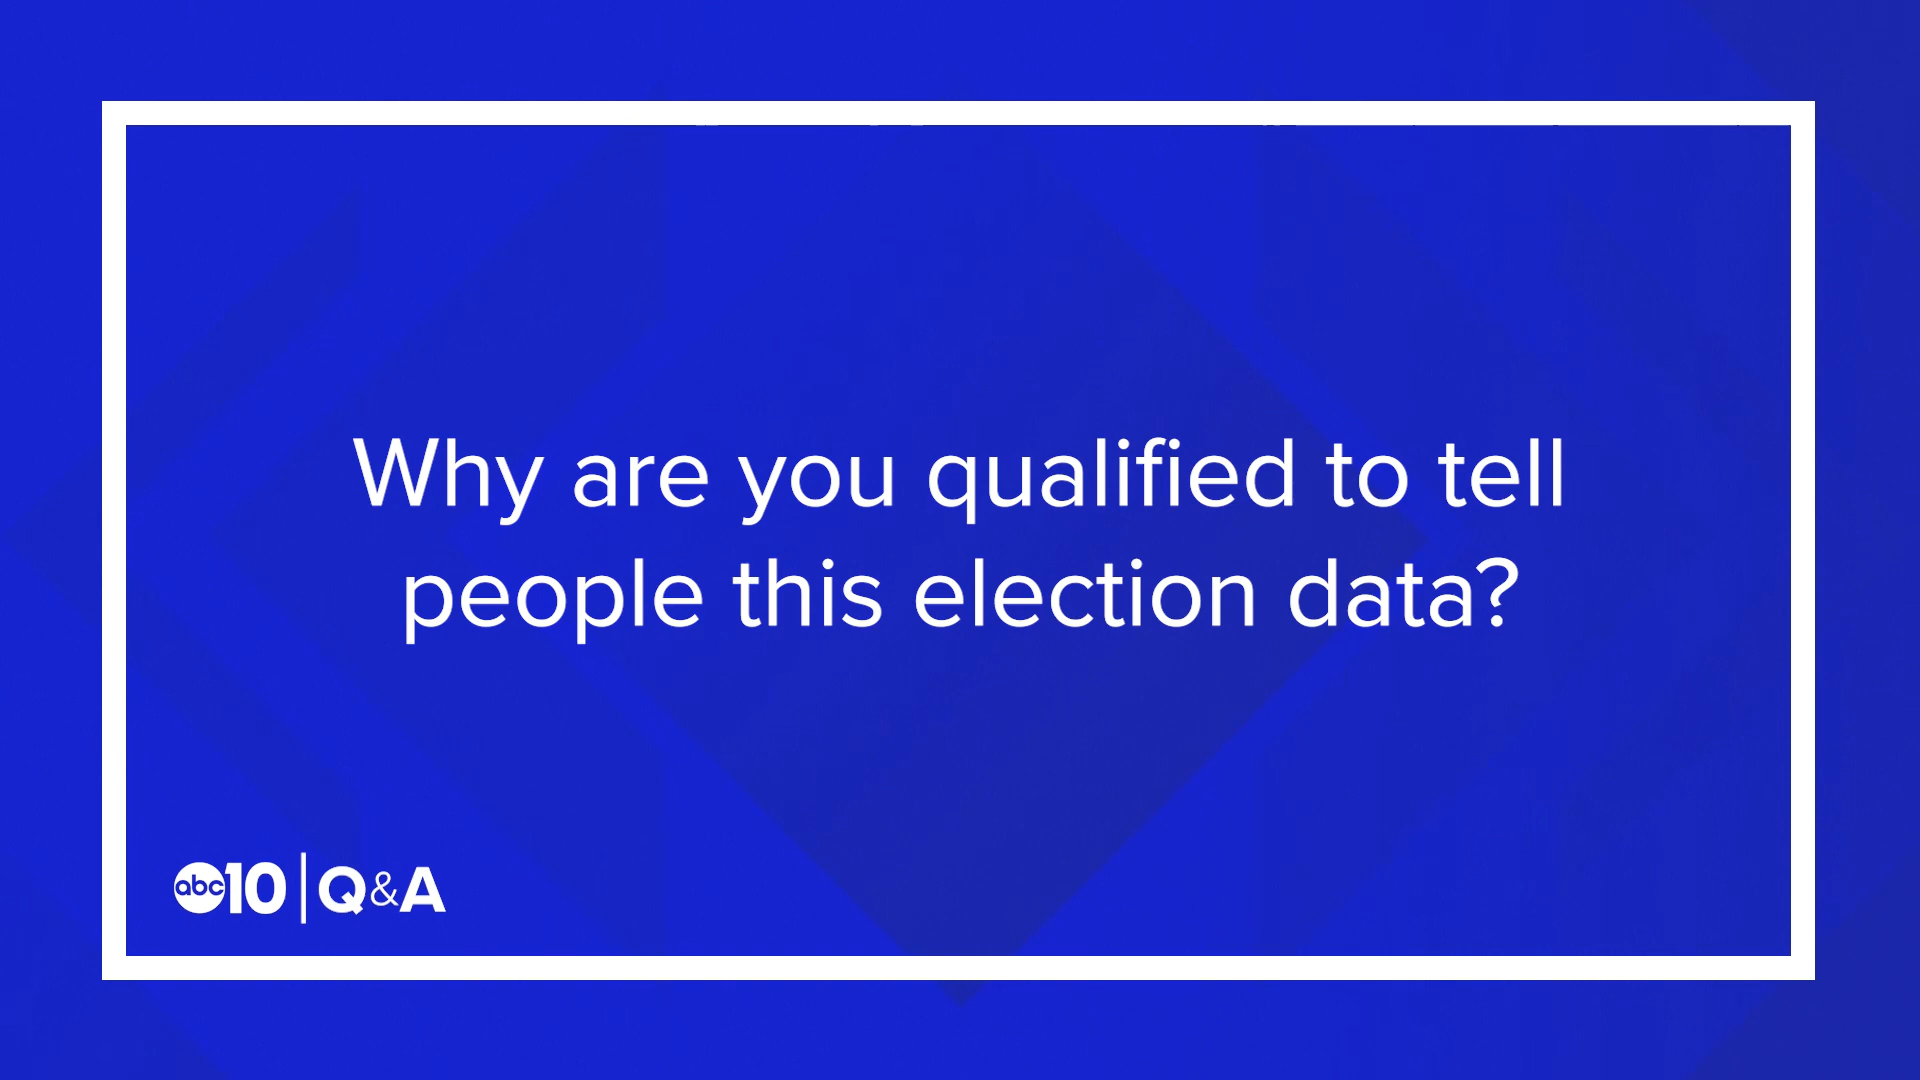 Why are you qualified to tell
people this election data?
abc10 | Q&A